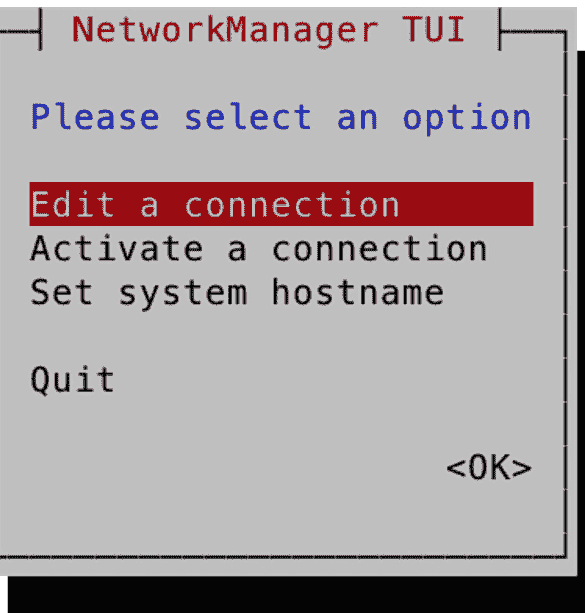 NetworkManager TUI
Please select an option
Edit a connection
Activate a connection
Set system hostname
Quit
<OK>